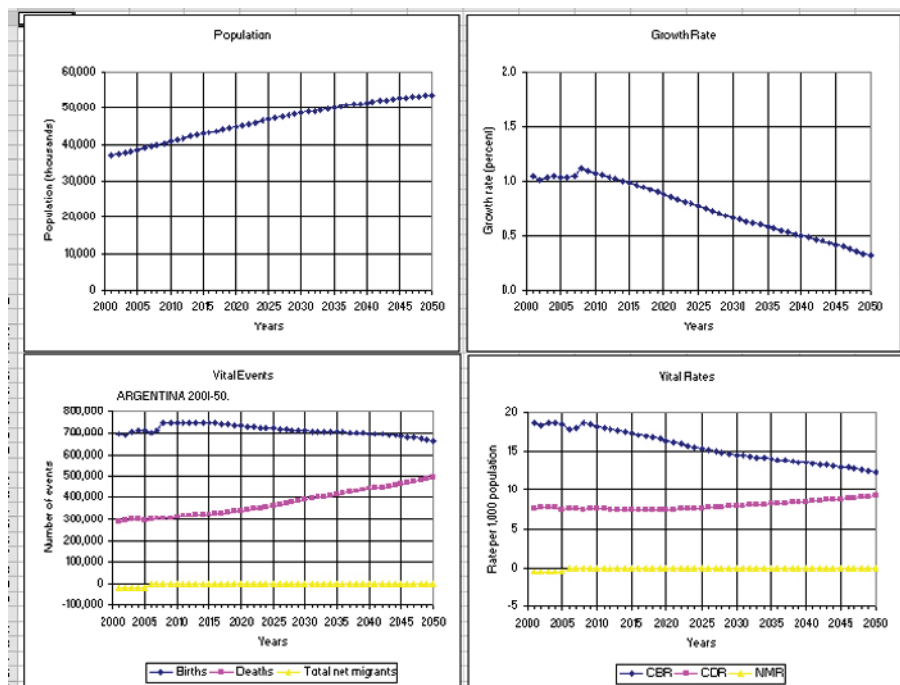 Population
60,000
50,000
40,000
30,000
20,000
10,000
0
Population (thousands)
2000 2005 2010 2015 2020 2025 2030 2035 2040 2045 2050
Years
Growth Rate
2.0
1.5
1.0
0.5
0.0
Growth rate (percent)
2000 2005 2010 2015 2020 2025 2030 2035 2040 2045 2050
Years
Vital Events
ARGENTINA 2001-50.
800,000
700,000
600,000
500,000
400,000
300,000
200,000
100,000
0
-100,000
Number of events
2000 2005 2010 2015 2020 2025 2030 2035 2040 2045 2050
Years
Births Deaths Total net migrants
Vital Rates
20
15
10
5
0
-5
Rate per 1,000 population
2000 2005 2010 2015 2020 2025 2030 2035 2040 2045 2050
Years
CBR CDR NMR